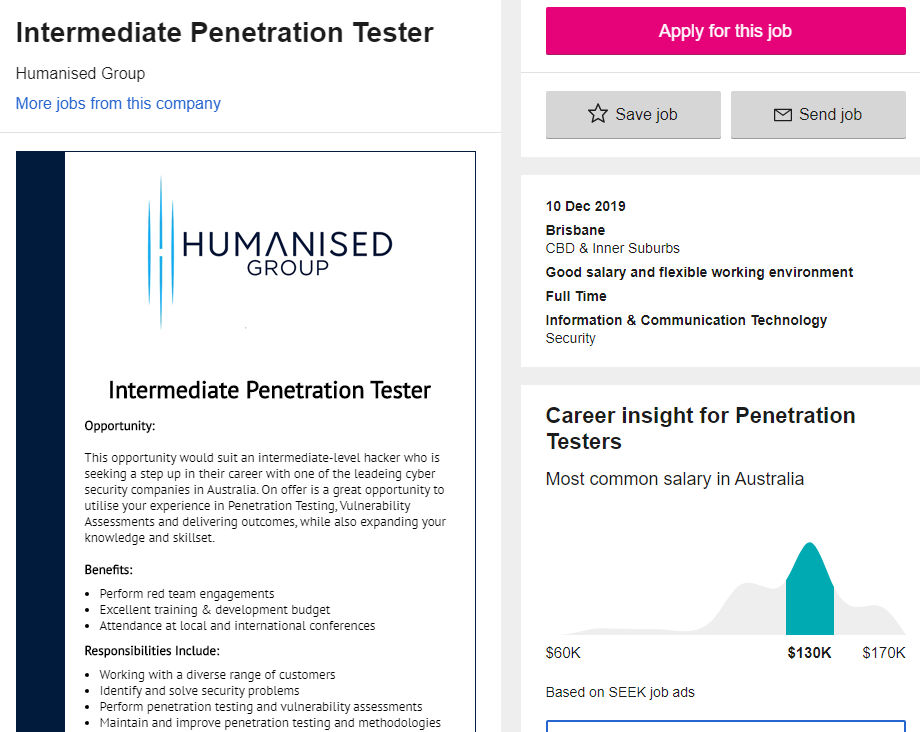 Intermediate Penetration Tester
Humanised Group
More jobs from this company
HUMANISED
GROUP
Intermediate Penetration Tester
Opportunity:
This opportunity would suit an intermediate-level hacker who is
seeking a step up in their career with one of the leadeing cyber
security companies in Australia. On offer is a great opportunity to
utilise your experience in Penetration Testing, Vulnerability
Assessments and delivering outcomes, while also expanding your
knowledge and skillset.
Benefits:
• Perform red team engagements
• Excellent training & development budget
• Attendance at local and international conferences
Responsibilities Include:
• Working with a diverse range of customers
• Identify and solve security problems
• Perform penetration testing and vulnerability assessments
• Maintain and improve penetration testing and methodologies
Apply for this job
Save job
Send job
10 Dec 2019
Brisbane
CBD & Inner Suburbs
Good salary and flexible working environment
Full Time
Information & Communication Technology
Security
Career insight for Penetration
Testers
Most common salary in Australia
$60K $130K $170K
Based on SEEK job ads